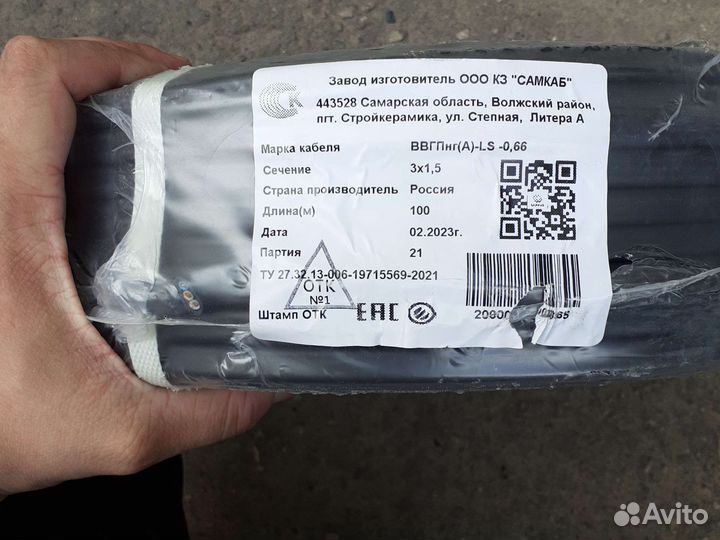 Завод изготовитель ООО КЗ "САМКАБ"
443528 Самарская область, Волжский район,
пгт. Стройкерамика, ул. Степная, Литера А
Марка кабеля ВВГПнг(А)-LS -0,66
Сечение 3х1,5
Страна производитель Россия
Длина(м) 100
Дата 02.2023г.
Партия 21
ТУ 27.32.13-006-19715569-2021
ОТК
№1
Штамп ОТК ЕАС
Avito